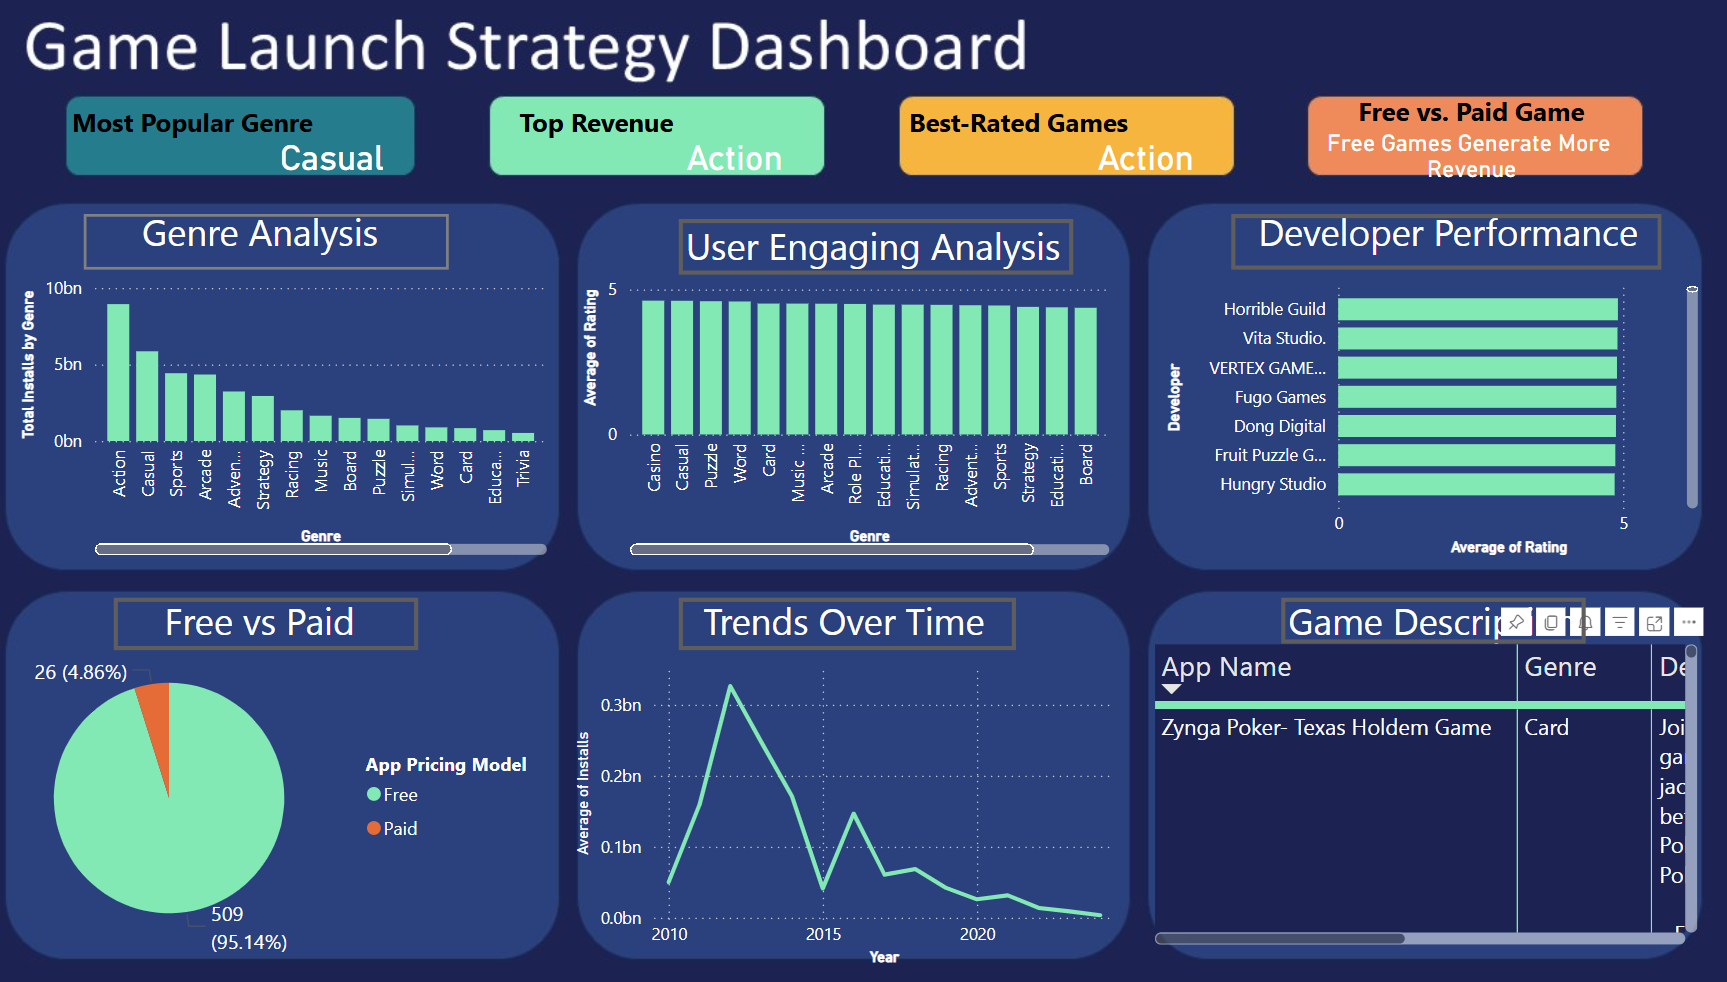 Game Launch Strategy Dashboard
Most Popular Genre
Casual
Top Revenue
Action
Best-Rated Games
Action
Free vs. Paid Game
Free Games Generate More
Revenue
Genre Analysis
Total Installs by Genre
10bn
5bn
0bn
Action
Casual
Sports
Arcade
Adven...
Strategy
Racing
Music
Board
Puzzle
Simul...
Word
Card
Educa...
Trivia
Genre
User Engaging Analysis
Average of Rating
5
0
Casino
Casual
Puzzle
Word
Card
Music ...
Arcade
Role Pl...
Educati...
Simulat...
Racing
Advent...
Sports
Strategy
Educati...
Board
Genre
Developer Performance
Developer
Horrible Guild
Vita Studio.
VERTEX GAME...
Fugo Games
Dong Digital
Fruit Puzzle G...
Hungry Studio
0 5
Average of Rating
Free vs Paid
26 (4.86%)
509
(95.14%)
App Pricing Model
Free
Paid
Trends Over Time
Average of Installs
0.3bn
0.2bn
0.1bn
0.0bn
2010 2015 2020
Year
Game Descrip
App Name Genre De
Zynga Poker- Texas Holdem Game Card Joi
ga
jac
be
Po
Po